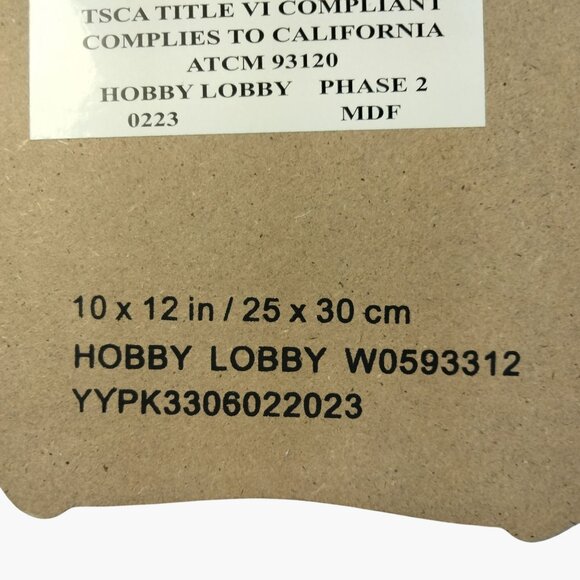 TSCA TITLE VI COMPLIANT
COMPLIES TO CALIFORNIA
ATCM 93120
HOBBY LOBBY PHASE 2
0223 MDF
10 x 12 in / 25 x 30 cm
HOBBY LOBBY W0593312
YYPK3306022023